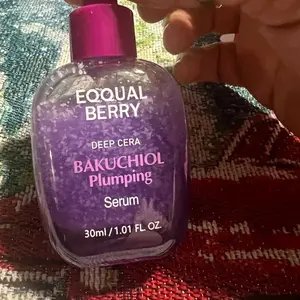 EQQUAL
BERRY
DEEP CERA
BAKUCHIOL
Plumping
Serum
30ml / 1.01 FL. OZ.